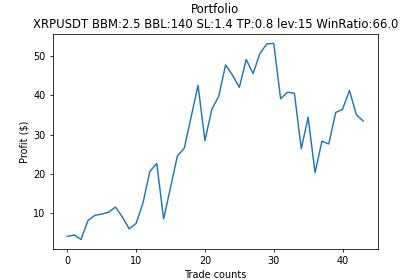 Portfolio
XRPUSDT BBM:2.5 BBL:140 SL:1.4 TP:0.8 lev:15 WinRatio:66.0
50
40
30
20
10
Profit ($)
0
10
20
30
40
Trade counts